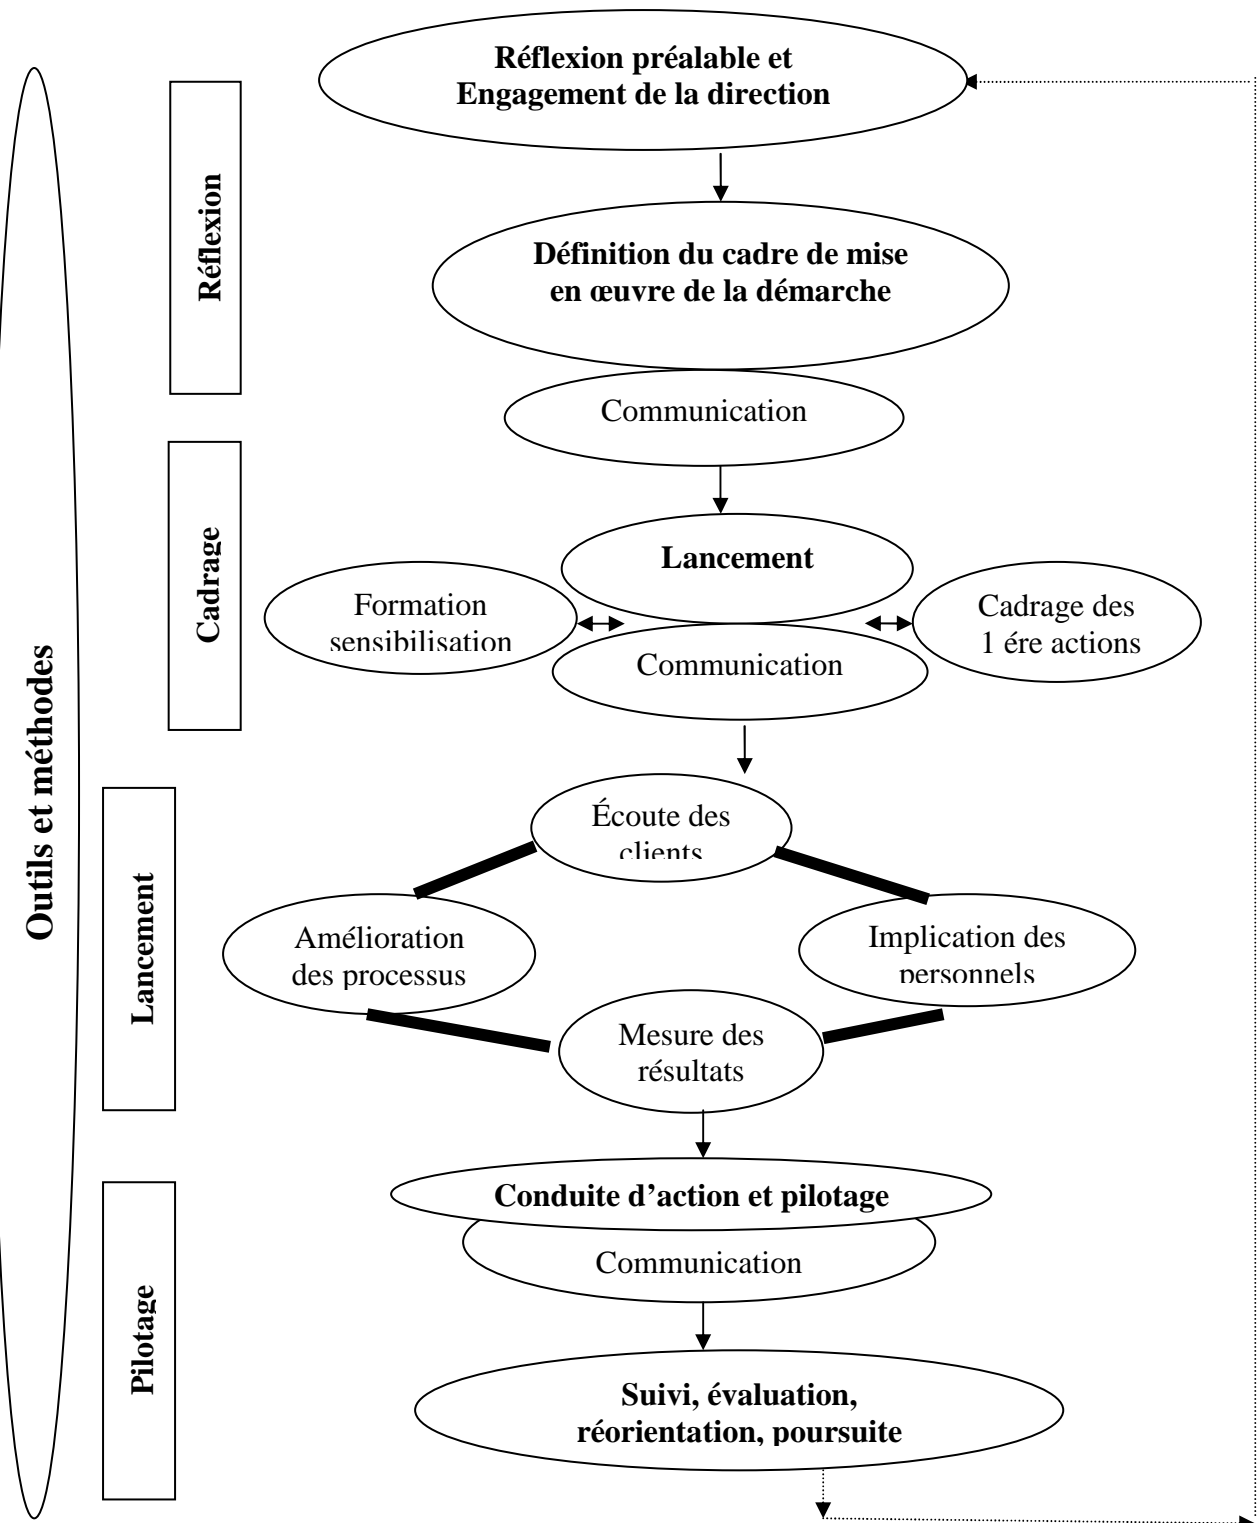 Réflexion préalable et
Engagement de la direction
Réflexion
Définition du cadre de mise
en œuvre de la démarche
Communication
Cadrage
Lancement
Formation
sensibilisation
Cadrage des
1 ére actions
Communication
Outils et méthodes
Lancement
Écoute des
clients
Amélioration
des processus
Implication des
personnels
Mesure des
résultats
Pilotage
Conduite d’action et pilotage
Communication
Suivi, évaluation,
réorientation, poursuite